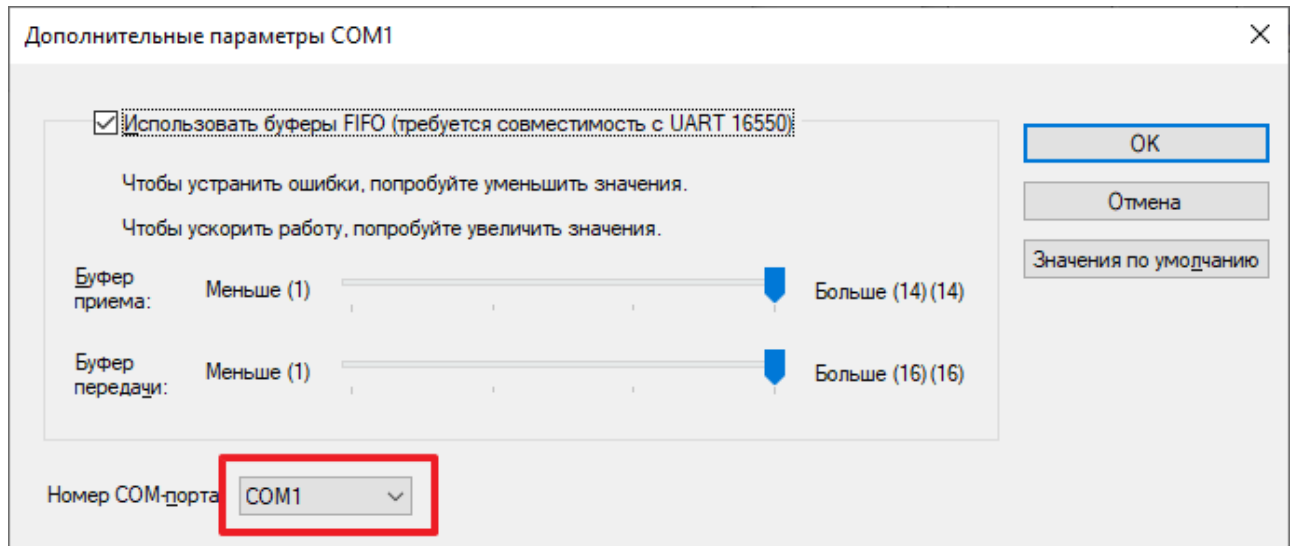 Дополнительные параметры COM1
Использовать буферы FIFO (требуется совместимость с UART 16550)
OK
Чтобы устранить ошибки, попробуйте уменьшить значения.
Отмена
Чтобы ускорить работу, попробуйте увеличить значения.
Значения по умолчанию
Буфер
приема:
Меньше (1)
Больше (14) (14)
Буфер
передачи:
Меньше (1)
Больше (16) (16)
Номер COM-порта
COM1